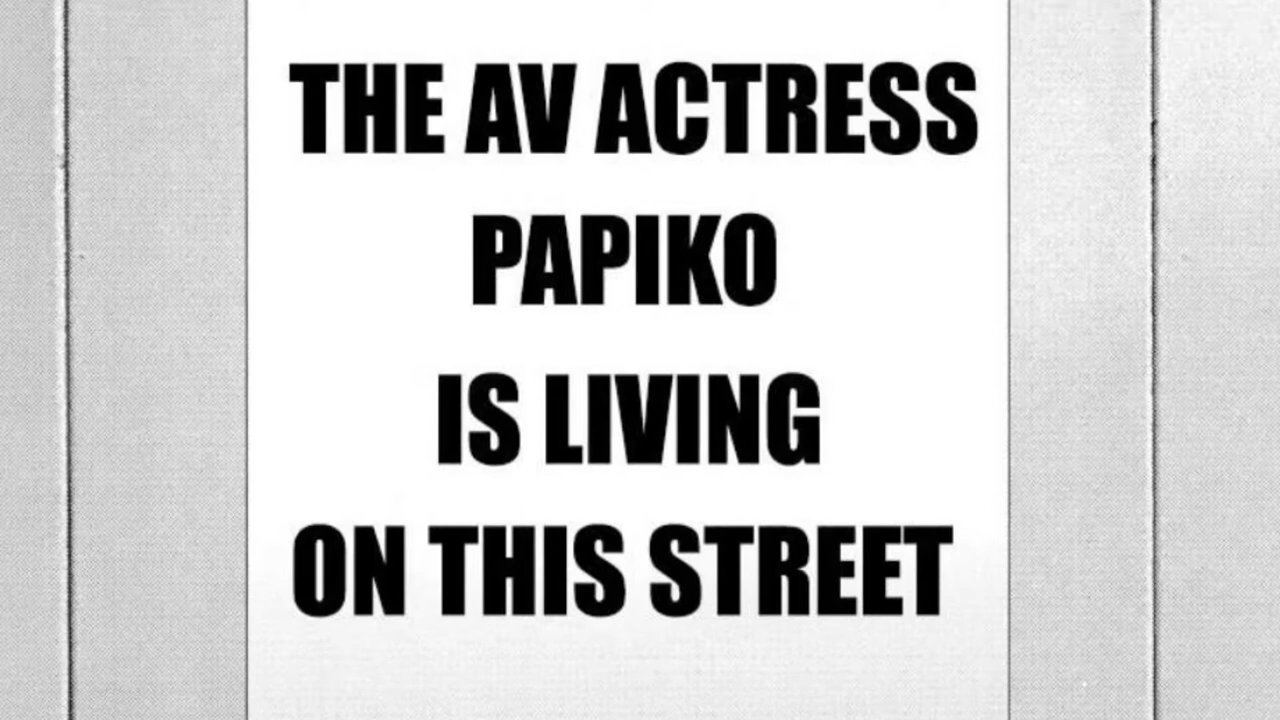 THE AV ACTRESS
PAPIKO
IS LIVING
ON THIS STREET